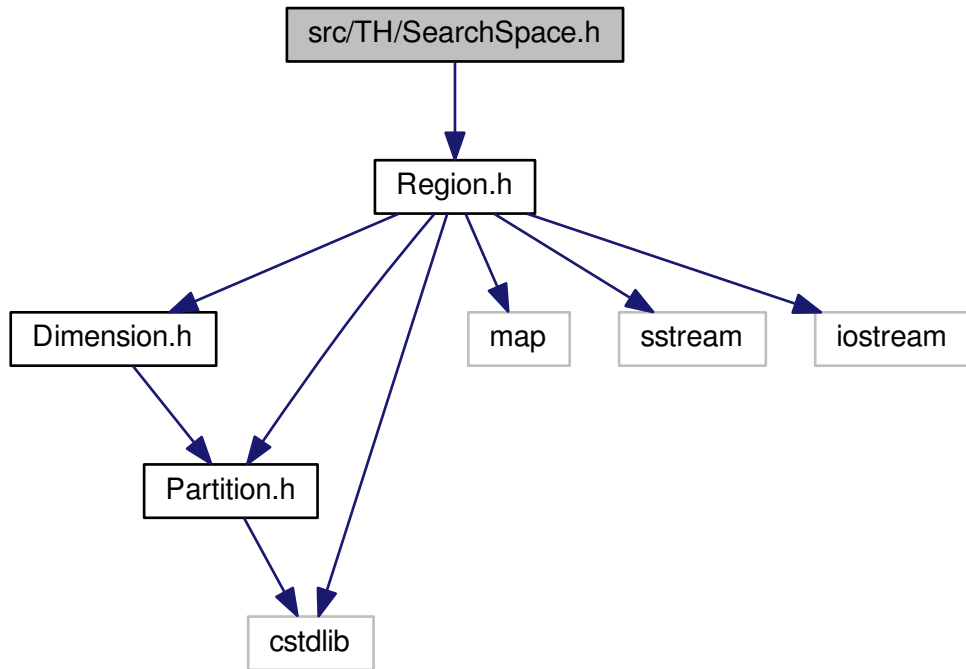 src/TH/SearchSpace.h
Region.h
Dimension.h
map
sstream
iostream
Partition.h
cstdlib